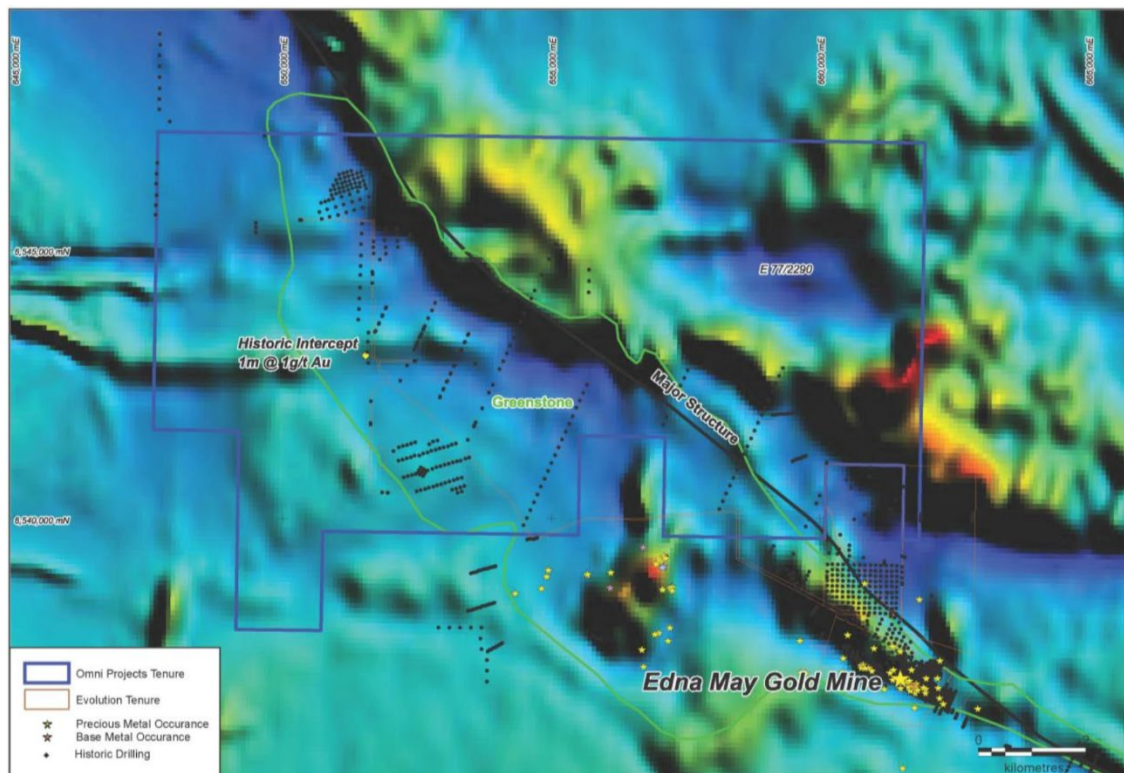 645,000 mE
650,000 mE
655,000 mE
660,000 mE
665,000 mE
6,545,000 mN
E 77/2290
Historic Intercept
1m @ 1g/t Au
Greenstone
Major Structure
6,540,000 mN
Edna May Gold Mine
Omni Projects Tenure
Evolution Tenure
Precious Metal Occurance
Base Metal Occurance
Historic Drilling
0
kilometres